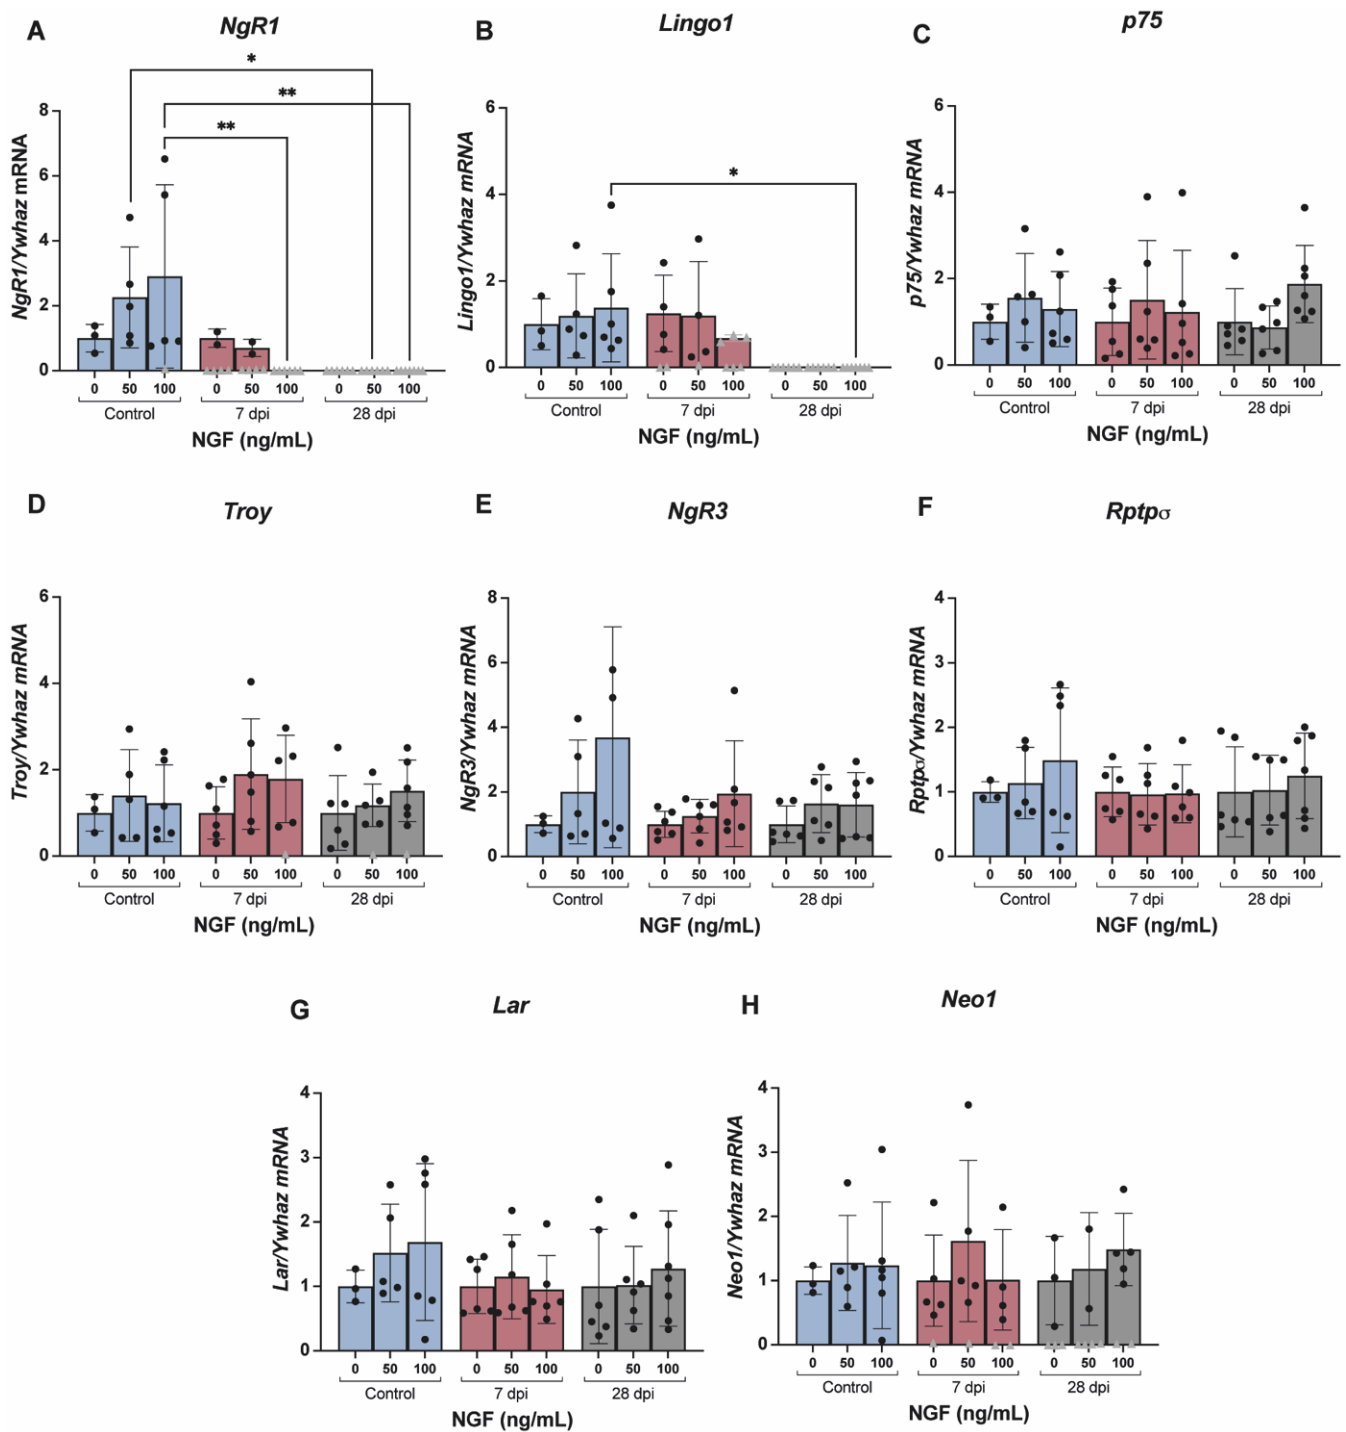 A
NgR1
NgR1/Ywhaz mRNA
8
6
4
2
0
*
**
**
0 50 100 0 50 100 0 50 100
Control 7 dpi 28 dpi
NGF (ng/mL)
B
Lingo1
Lingo1/Ywhaz mRNA
6
4
2
0
*
0 50 100 0 50 100 0 50 100
Control 7 dpi 28 dpi
NGF (ng/mL)
C
p75
p75/Ywhaz mRNA
6
4
2
0
0 50 100 0 50 100 0 50 100
Control 7 dpi 28 dpi
NGF (ng/mL)
D
Troy
Troy/Ywhaz mRNA
6
4
2
0
0 50 100 0 50 100 0 50 100
Control 7 dpi 28 dpi
NGF (ng/mL)
E
NgR3
NgR3/Ywhaz mRNA
8
6
4
2
0
0 50 100 0 50 100 0 50 100
Control 7 dpi 28 dpi
NGF (ng/mL)
F
Rptpσ
Rptpσ/Ywhaz mRNA
4
3
2
1
0
0 50 100 0 50 100 0 50 100
Control 7 dpi 28 dpi
NGF (ng/mL)
G
Lar
Lar/Ywhaz mRNA
4
3
2
1
0
0 50 100 0 50 100 0 50 100
Control 7 dpi 28 dpi
NGF (ng/mL)
H
Neo1
Neo1/Ywhaz mRNA
4
3
2
1
0
0 50 100 0 50 100 0 50 100
Control 7 dpi 28 dpi
NGF (ng/mL)